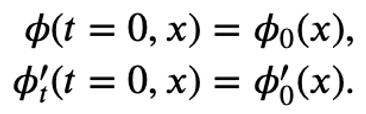 ϕ(t = 0, x) = ϕ₀(x),
ϕ′ₜ(t = 0, x) = ϕ′₀(x).